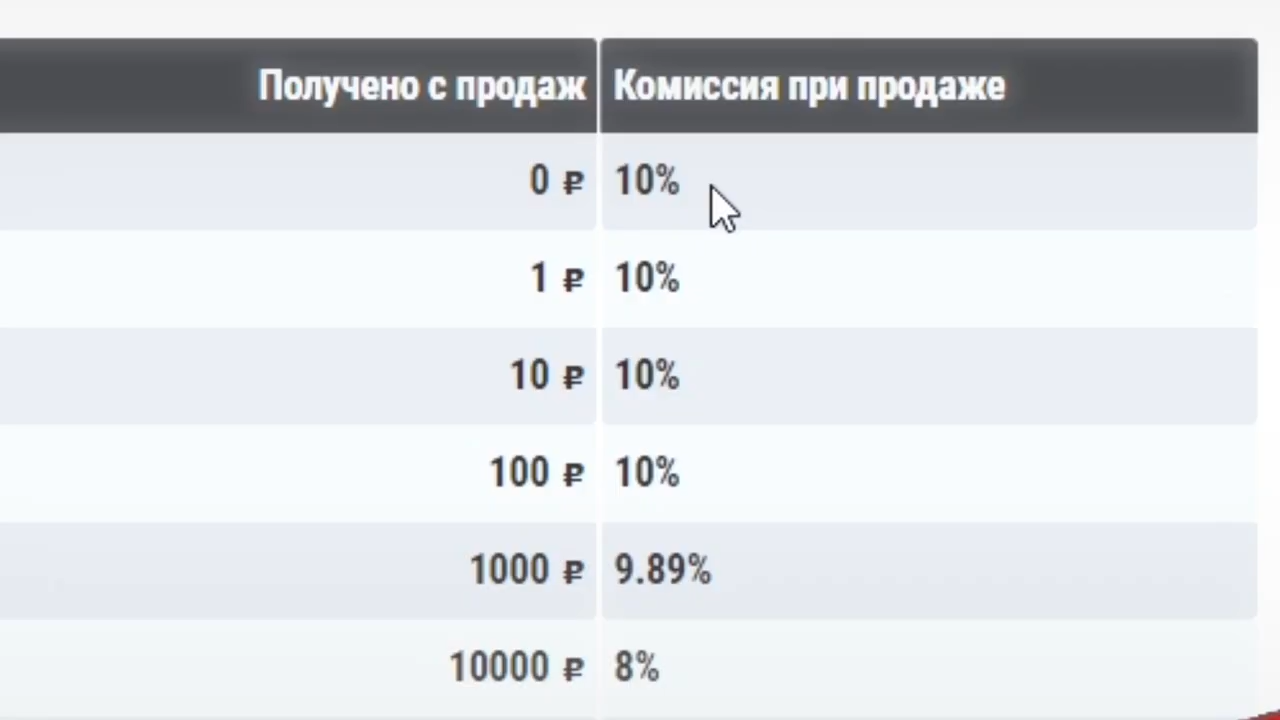 Получено с продаж Комиссия при продаже
0 ₽ 10%
1 ₽ 10%
10 ₽ 10%
100 ₽ 10%
1000 ₽ 9.89%
10000 ₽ 8%